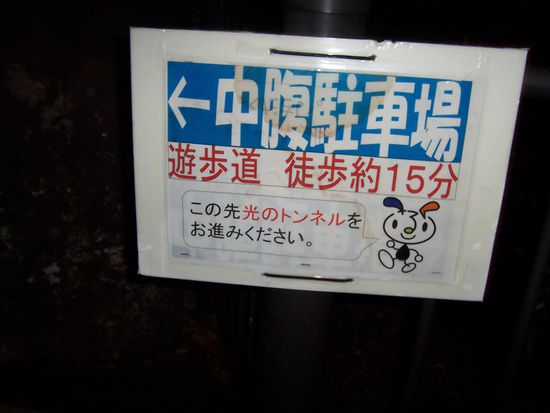 ←中腹駐車場
遊歩道 徒歩約15分
この先光のトンネルを
お進みください。